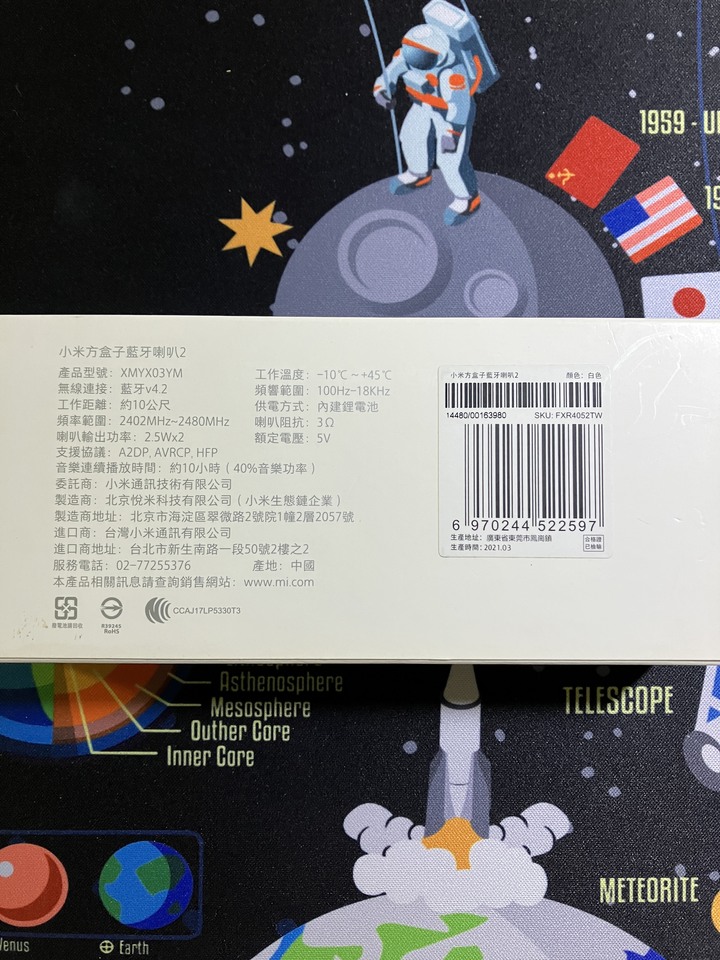 1959 -
小米方盒子藍牙喇叭2
產品型號： XMYX03YM
無線連接： 藍牙v4.2
工作距離： 約10公尺
頻率範圍： 2402MHz~2480MHz
喇叭輸出功率： 2.5Wx2
支援協議： A2DP, AVRCP, HFP
音樂連續播放時間： 約10小時（40%音樂功率）
委託商： 小米通訊技術有限公司
製造商： 北京悅米科技有限公司（小米生態鏈企業）
製造商地址： 北京市海淀區翠微路2號院1幢2層2057號
進口商： 台灣小米通訊有限公司
進口商地址： 台北市新生南路一段50號2樓之2
服務電話： 02-77255376
產地： 中國
本產品相關訊息請查詢銷售網站： www.mi.com
工作溫度： -10℃～+45℃
頻響範圍： 100Hz-18KHz
供電方式： 內建鋰電池
喇叭阻抗： 3Ω
額定電壓： 5V
廢電池請回收
R39245
RoHS
CCAJ17LP5330T3
小米方盒子藍牙喇叭2
顏色： 白色
14480/00163980
SKU: FXR4052TW
6 970244 522597
生產地址： 廣東省東莞市鳳崗鎮
生產時間： 2021.03
合格證
已檢驗
Asthenosphere
Mesosphere
Outher Core
Inner Core
TELESCOPE
METEORITE
Venus
Earth